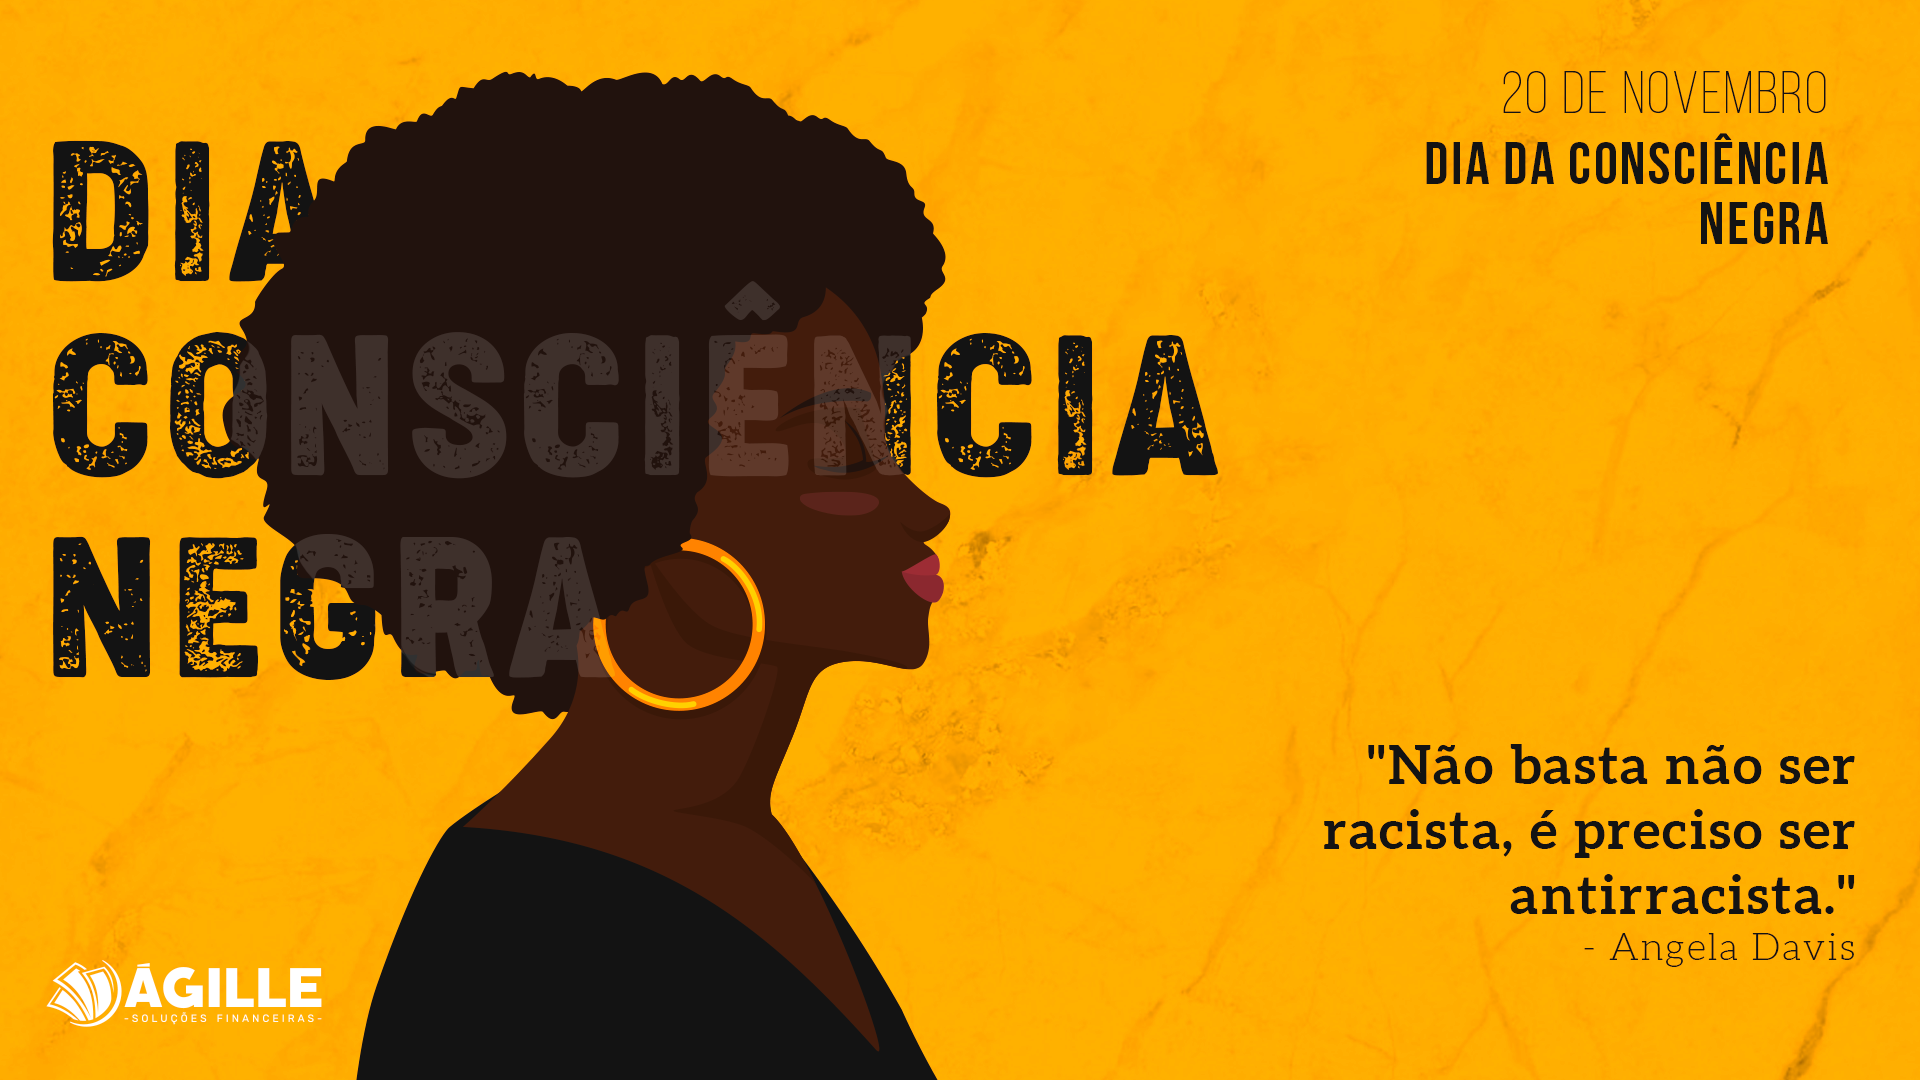 DIA
CONSCIÊNCIA
NEGRA
20 DE NOVEMBRO
DIA DA CONSCIÊNCIA
NEGRA
"Não basta não ser
racista, é preciso ser
antirracista."
- Angela Davis
ÁGILLE
-SOLUÇÕES FINANCEIRAS-